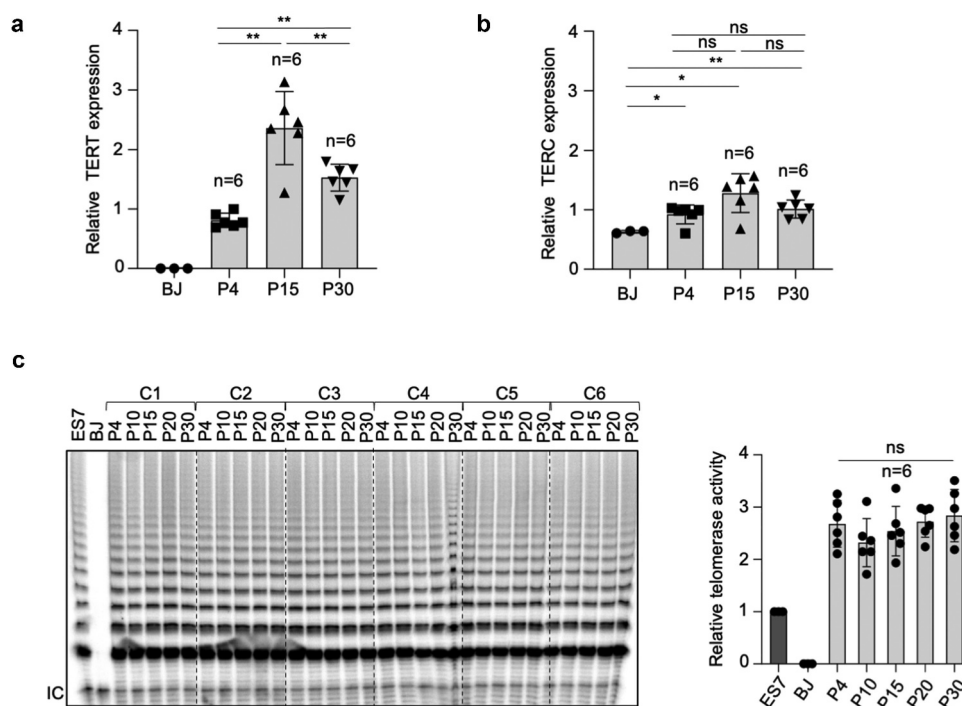 a
Relative TERT expression
4
3
2
1
0
**
** **
n=6
n=6
n=6
BJ P4 P15 P30
b
Relative TERC expression
4
3
2
1
0
ns
ns ns
**
*
*
n=6
n=6
n=6
BJ P4 P15 P30
c
C1 C2 C3 C4 C5 C6
ES7 BJ P4 P10 P15 P20 P30 P4 P10 P15 P20 P30 P4 P10 P15 P20 P30 P4 P10 P15 P20 P30 P4 P10 P15 P20 P30 P4 P10 P15 P20 P30
IC
Relative telomerase activity
4
3
2
1
0
ns
n=6
ES7 BJ P4 P10 P15 P20 P30